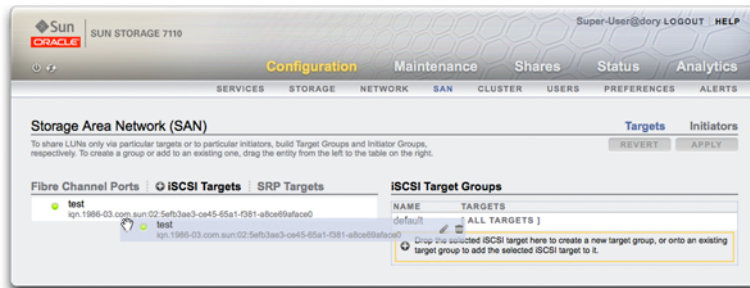 Sun
ORACLE
SUN STORAGE 7110
Super-User@dory LOGOUT HELP
Configuration Maintenance Shares Status Analytics
SERVICES STORAGE NETWORK SAN CLUSTER USERS PREFERENCES ALERTS
Storage Area Network (SAN)
Targets Initiators
To share LUNs only via particular targets or to particular initiators, build Target Groups and Initiator Groups,
respectively. To create a group or add to an existing one, drag the entity from the left to the table on the right.
REVERT APPLY
Fibre Channel Ports iSCSI Targets SRP Targets
test
iqn.1986-03.com.sun:02:5efb3ae3-ce45-65a1-f381-a8ce69aface0
test
iqn.1986-03.com.sun:02:5efb3ae3-ce45-65a1-f381-a8ce69aface0
iSCSI Target Groups
NAME TARGETS
default [ ALL TARGETS ]
Drop the selected iSCSI target here to create a new target group, or onto an existing
target group to add the selected iSCSI target to it.